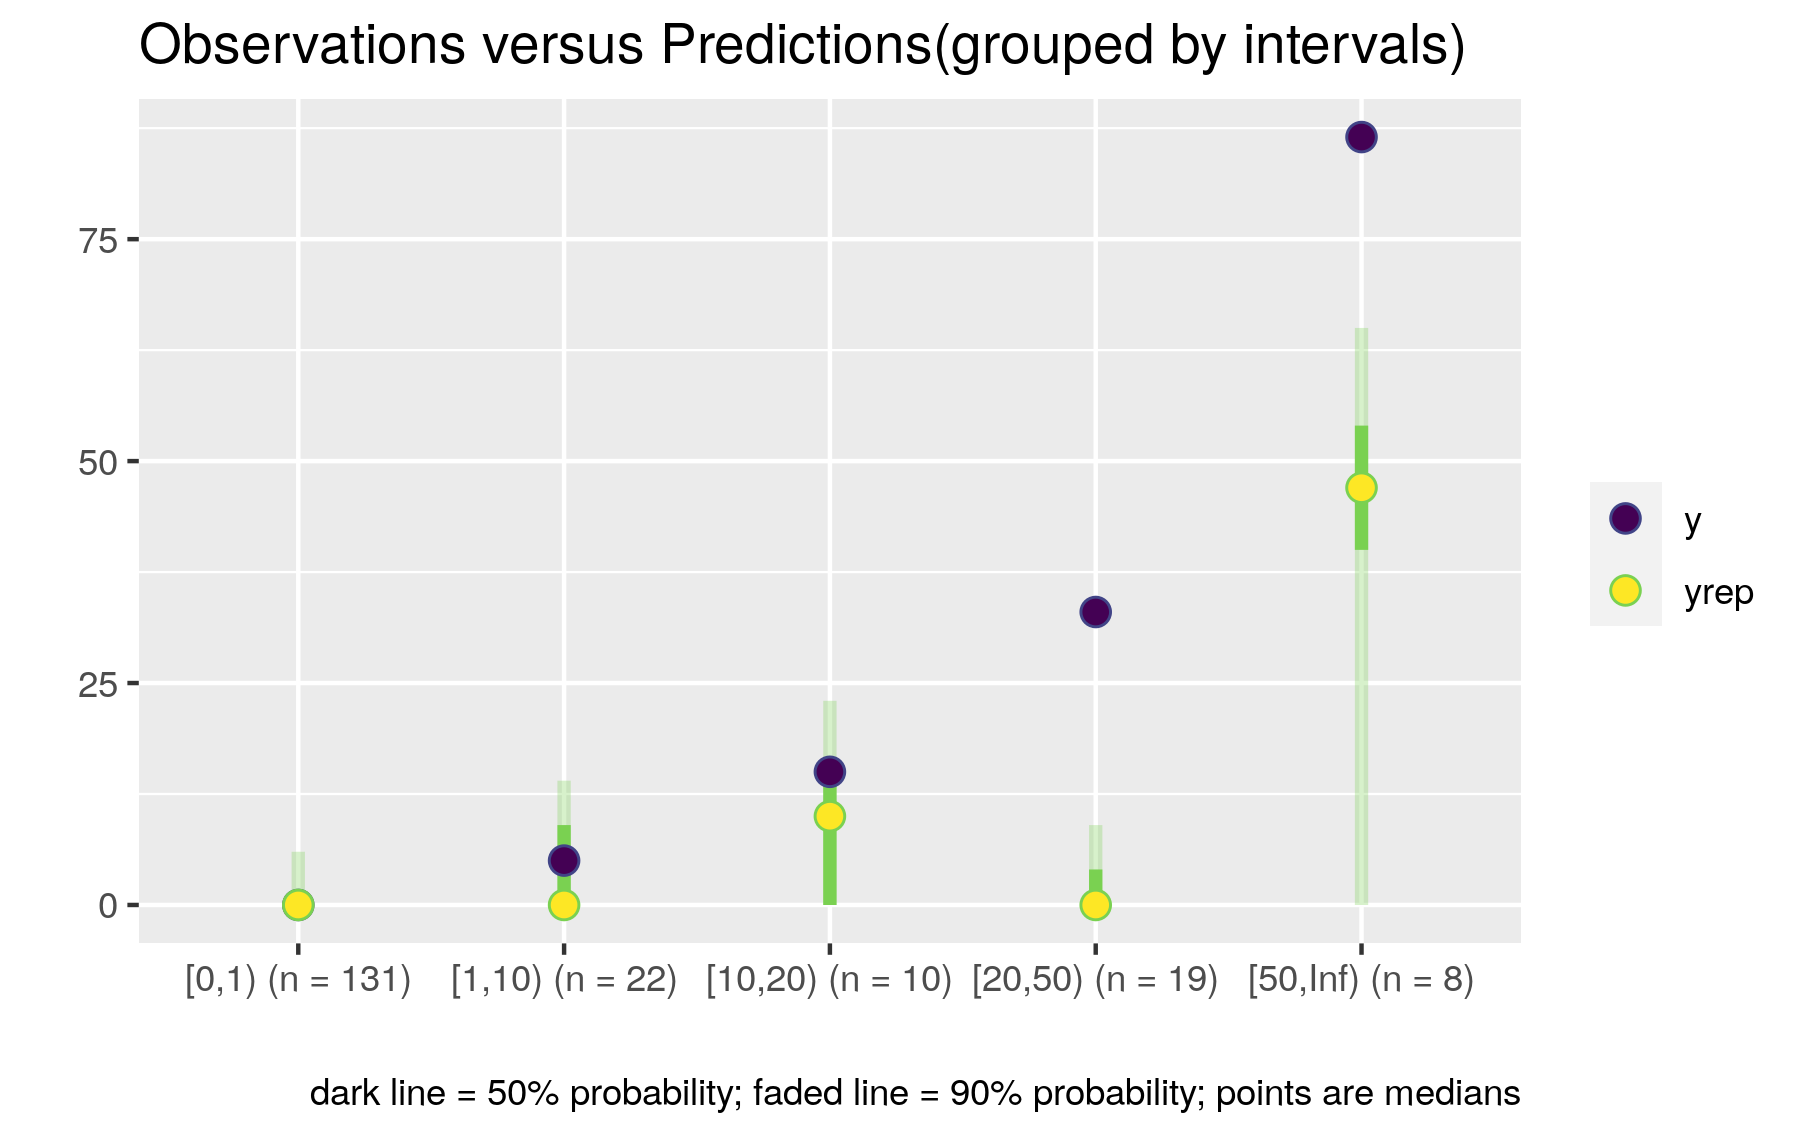 Observations versus Predictions(grouped by intervals)
75
50
25
0
[0,1) (n = 131)
[1,10) (n = 22)
[10,20) (n = 10)
[20,50) (n = 19)
[50,Inf) (n = 8)
y
yrep
dark line = 50% probability; faded line = 90% probability; points are medians